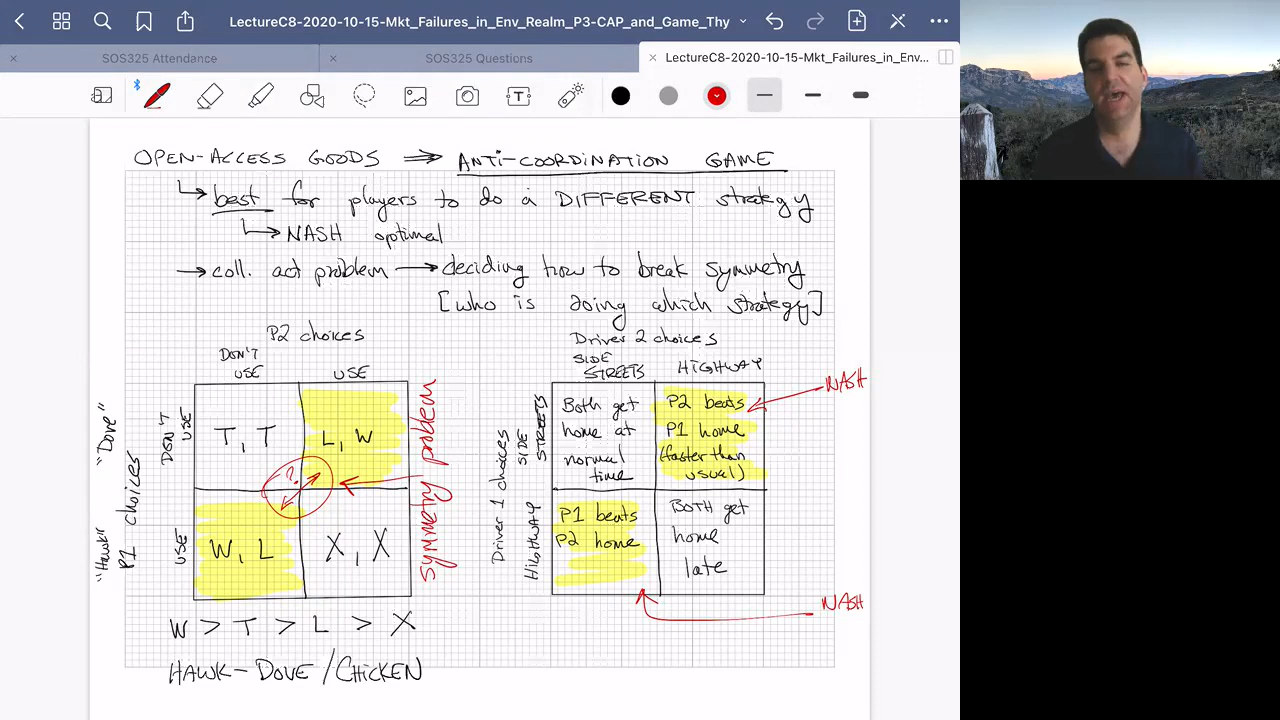 LectureC8-2020-10-15-Mkt_Failures_in_Env_Realm_P3-CAP_and_Game_Thy
SOS325 Attendance
SOS325 Questions
LectureC8-2020-10-15-Mkt_Failures_in_Env...
OPEN-ACCESS GOODS ⇒ ANTI-COORDINATION GAME
↳ best for players to do a DIFFERENT strategy
↳ NASH optimal
→ coll. act problem → deciding how to break symmetry
[who is doing which strategy]
P2 choices
DON'T USE
USE
"Dove"
DON'T USE
"Hawk"
USE
P1 choices
T, T
L, W
?
W, L
X, X
symmetry problem
W > T > L > X
HAWK-DOVE/CHICKEN
Driver 2 choices
SIDE STREETS
HIGHWAY
Driver 1 choices
SIDE STREETS
HIGHWAY
Both get
home at
normal
time
P2 beats
P1 home
(faster than
usual)
NASH
P1 beats
P2 home
BOTH get
home
late
NASH